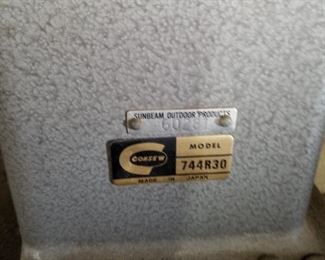 SUNBEAM OUTDOOR PRODUCTS
CONSEW
MODEL
744R30
MADE IN JAPAN